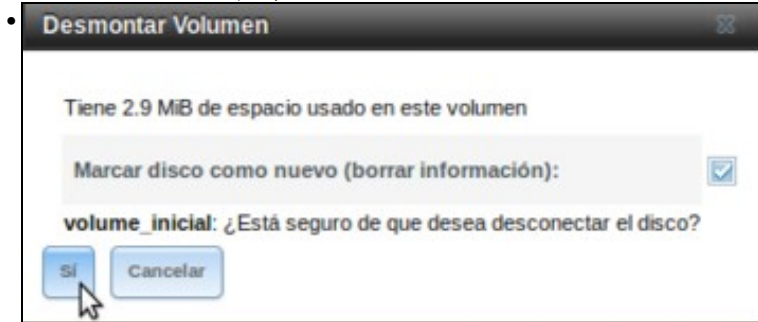 Desmontar Volumen
Tiene 2.9 MiB de espacio usado en este volumen
Marcar disco como nuevo (borrar información):
volume_inicial: ¿Está seguro de que desea desconectar el disco?
Sí Cancelar